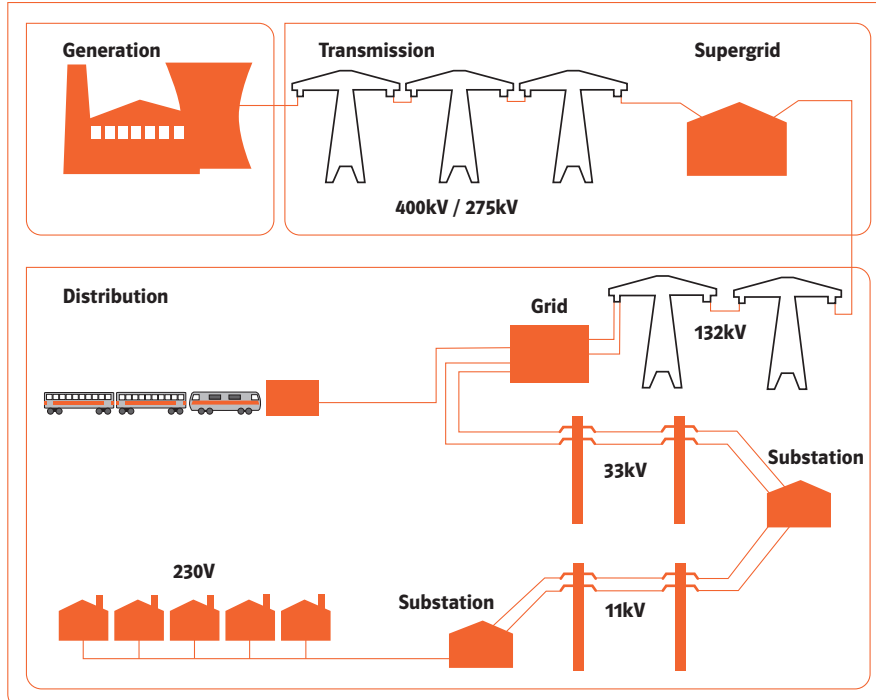 Generation
Transmission
Supergrid
400kV / 275kV
Distribution
Grid
132kV
33kV
Substation
230V
Substation
11kV